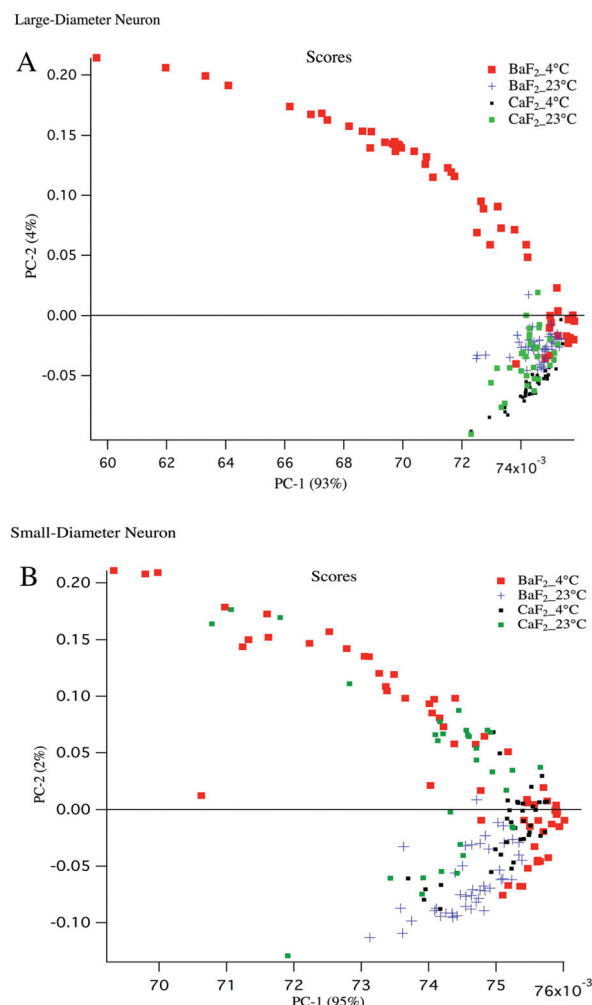 Large-Diameter Neuron
A
Scores
BaF₂_4°C
BaF₂_23°C
CaF₂_4°C
CaF₂_23°C
0.20
0.15
0.10
0.05
0.00
-0.05
PC-2 (4%)
60 62 64 66 68 70 72 74x10⁻³
PC-1 (93%)
Small-Diameter Neuron
B
Scores
BaF₂_4°C
BaF₂_23°C
CaF₂_4°C
CaF₂_23°C
0.20
0.15
0.10
0.05
0.00
-0.05
-0.10
PC-2 (2%)
70 71 72 73 74 75 76x10⁻³
PC-1 (95%)